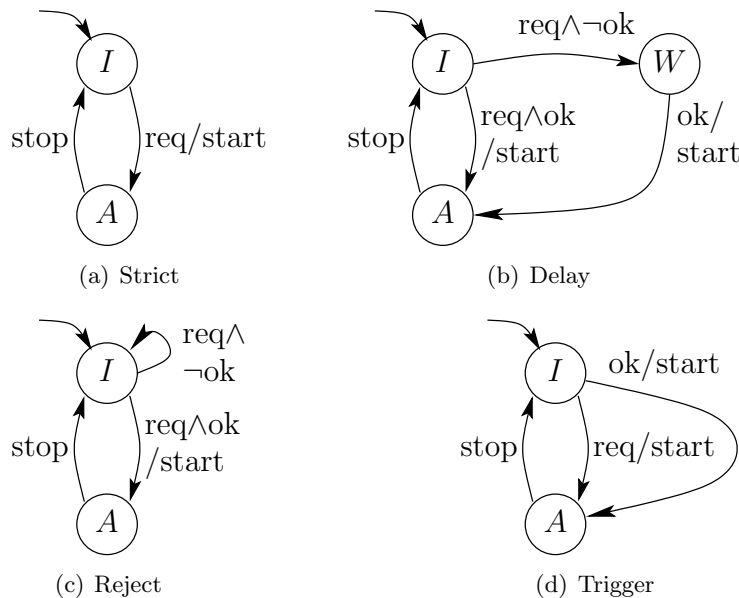 I
stop
req/start
A
(a) Strict
I
req∧¬ok
W
stop
req∧ok
/start
ok/
start
A
(b) Delay
I
req∧
¬ok
stop
req∧ok
/start
A
(c) Reject
I
ok/start
stop
req/start
A
(d) Trigger